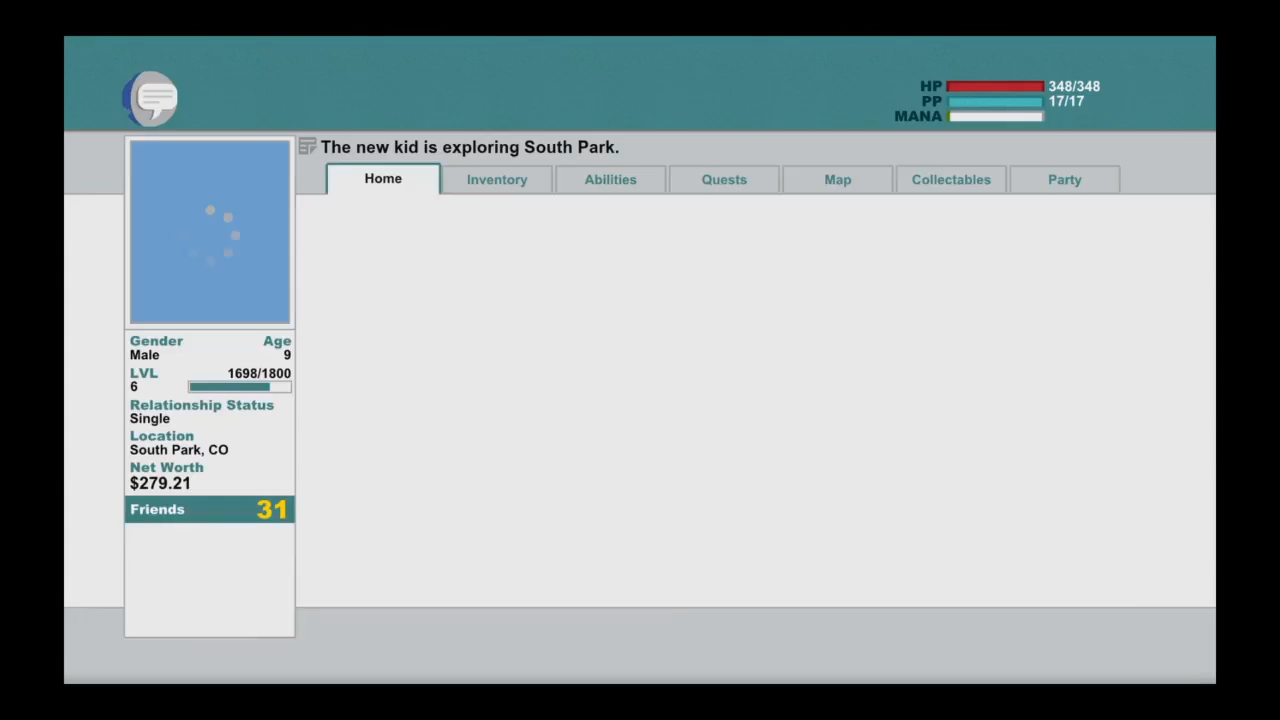 HP 348/348
PP 17/17
MANA
The new kid is exploring South Park.
Home Inventory Abilities Quests Map Collectables Party
Gender Age
Male 9
LVL 1698/1800
6
Relationship Status
Single
Location
South Park, CO
Net Worth
$279.21
Friends 31